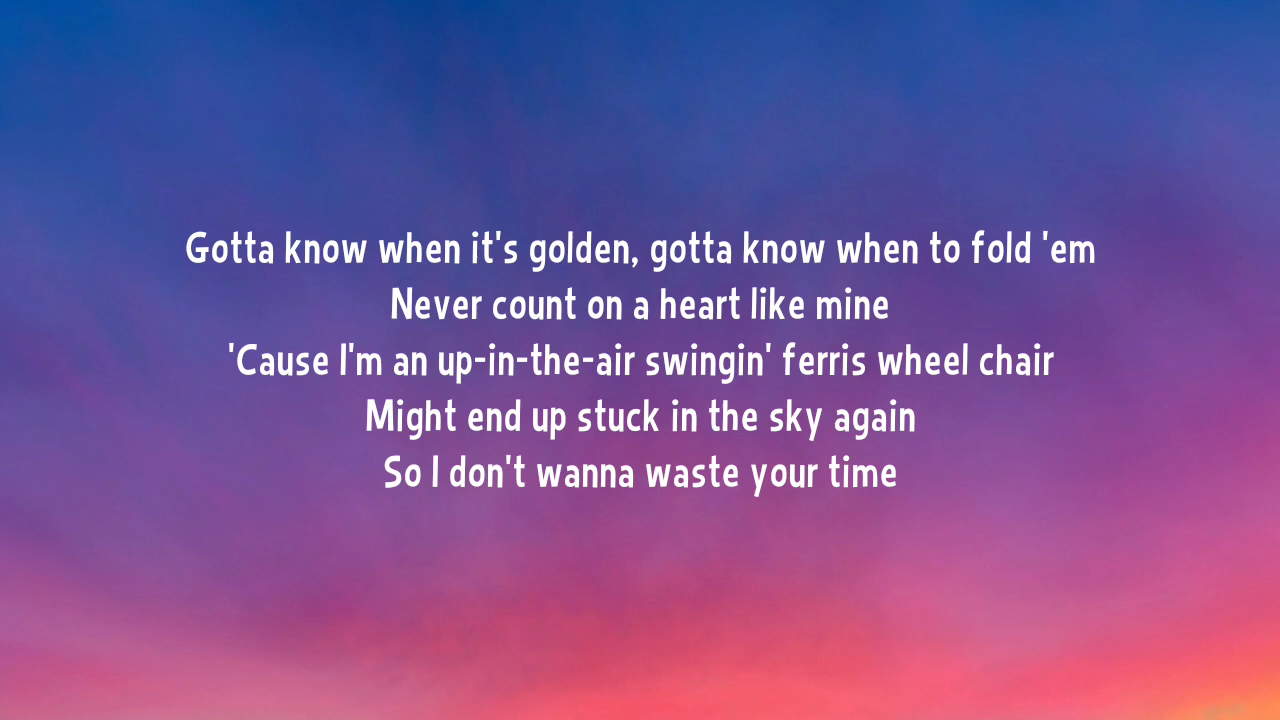 Gotta know when it's golden, gotta know when to fold 'em
Never count on a heart like mine
'Cause I'm an up-in-the-air swingin' ferris wheel chair
Might end up stuck in the sky again
So I don't wanna waste your time